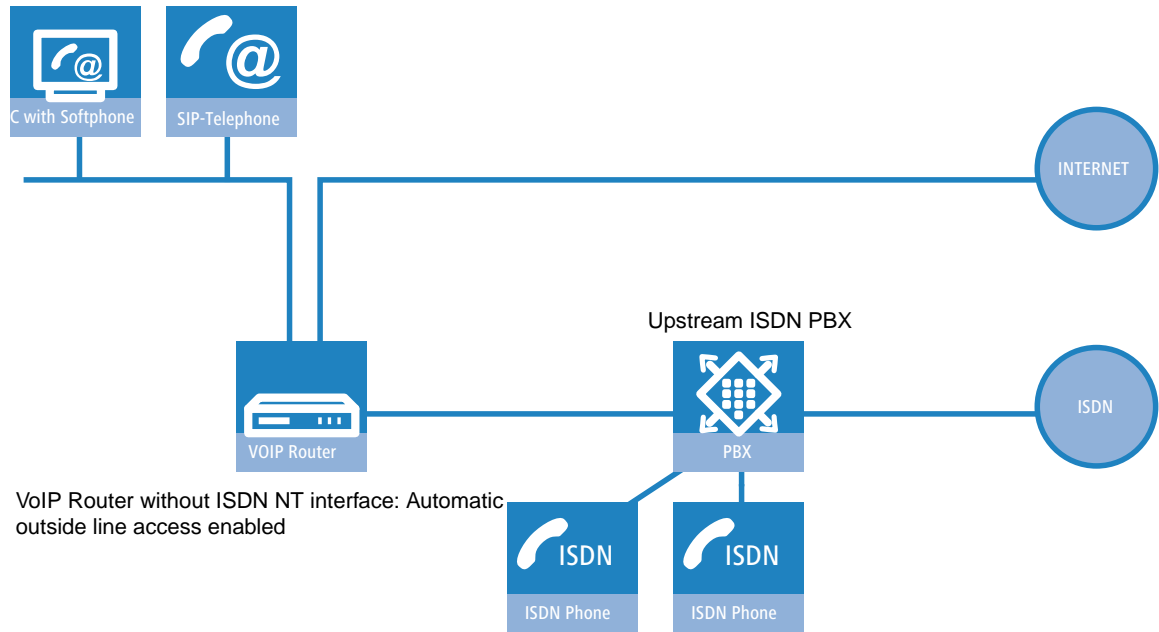 @
@
C with Softphone
SIP-Telephone
INTERNET
Upstream ISDN PBX
ISDN
VOIP Router
PBX
VoIP Router without ISDN NT interface: Automatic
outside line access enabled
ISDN
ISDN
ISDN Phone
ISDN Phone